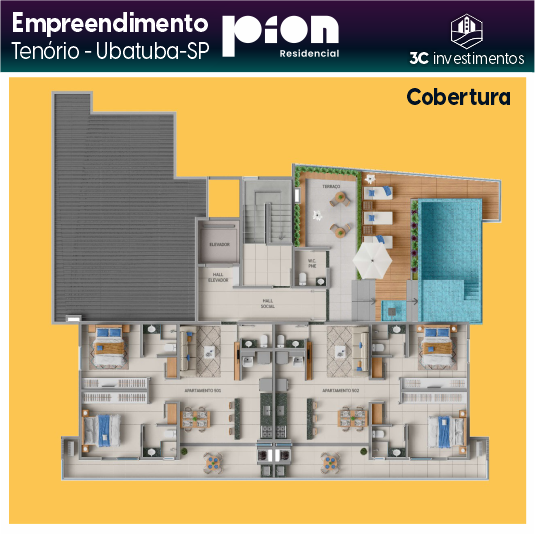 Empreendimento
Tenório - Ubatuba-SP
pion
Residencial
3C investimentos
Cobertura
TERRAÇO
ELEVADOR
W.C.
PNE
HALL
ELEVADOR
HALL
SOCIAL
APARTAMENTO 901
APARTAMENTO 902